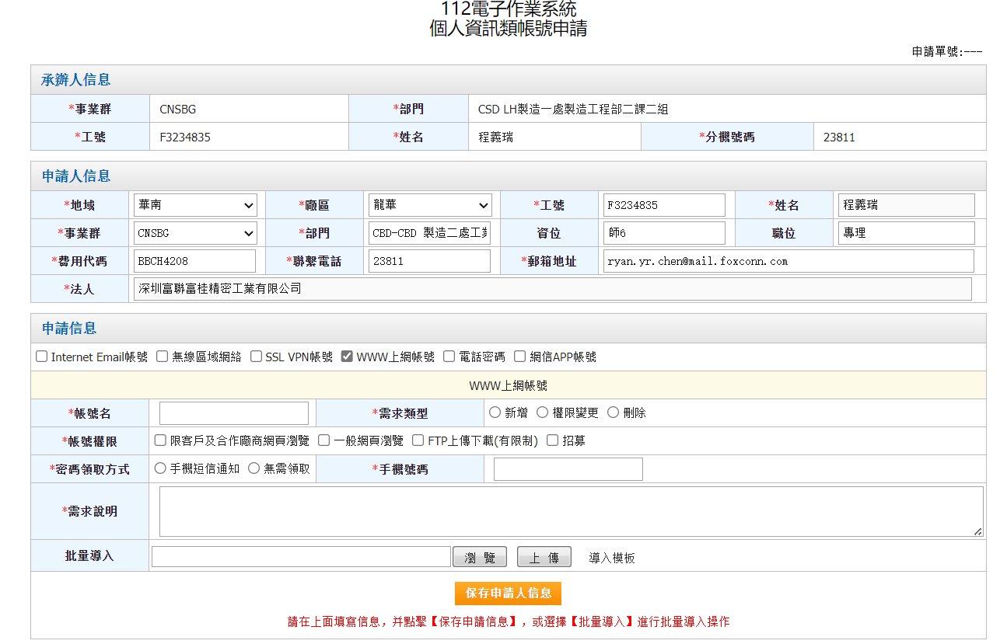 112電子作業系統
個人資訊類帳號申請
申請單號:---
承辦人信息
*事業群 CNSBG *部門 CSD LH製造一處製造工程部二課二組
*工號 F3234835 *姓名 程義瑞 *分機號碼 23811
申請人信息
*地域 華南 *廠區 龍華 *工號 F3234835 *姓名 程義瑞
*事業群 CNSBG *部門 CBD-CBD 製造二處工業 資位 師6 職位 專理
*費用代碼 BBCH4208 *聯繫電話 23811 *郵箱地址 ryan.yr.chen@mail.foxconn.com
*法人 深圳富聯富桂精密工業有限公司
申請信息
Internet Email帳號 無線區域網絡 SSL VPN帳號 WWW上網帳號 電話密碼 網信APP帳號
WWW上網帳號
*帳號名 *需求類型 新增 權限變更 刪除
*帳號權限 限客戶及合作廠商網頁瀏覽 一般網頁瀏覽 FTP上傳下載(有限制) 招募
*密碼領取方式 手機短信通知 無需領取 *手機號碼
*需求說明
批量導入 瀏 覽 上 傳 導入模板
保存申請人信息
請在上面填寫信息，并點擊【保存申請信息】，或選擇【批量導入】進行批量導入操作